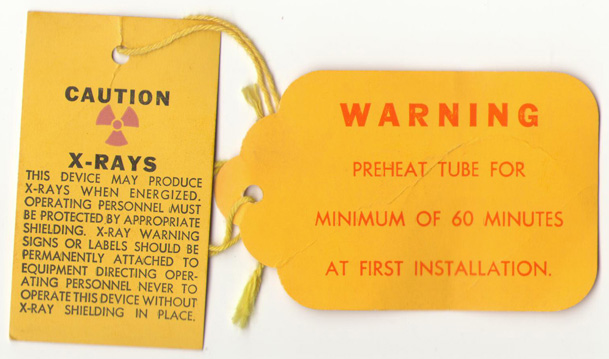 CAUTION
X-RAYS
THIS DEVICE MAY PRODUCE
X-RAYS WHEN ENERGIZED.
OPERATING PERSONNEL MUST
BE PROTECTED BY APPROPRIATE
SHIELDING. X-RAY WARNING
SIGNS OR LABELS SHOULD BE
PERMANENTLY ATTACHED TO
EQUIPMENT DIRECTING OPER-
ATING PERSONNEL NEVER TO
OPERATE THIS DEVICE WITHOUT
X-RAY SHIELDING IN PLACE.
WARNING
PREHEAT TUBE FOR
MINIMUM OF 60 MINUTES
AT FIRST INSTALLATION.